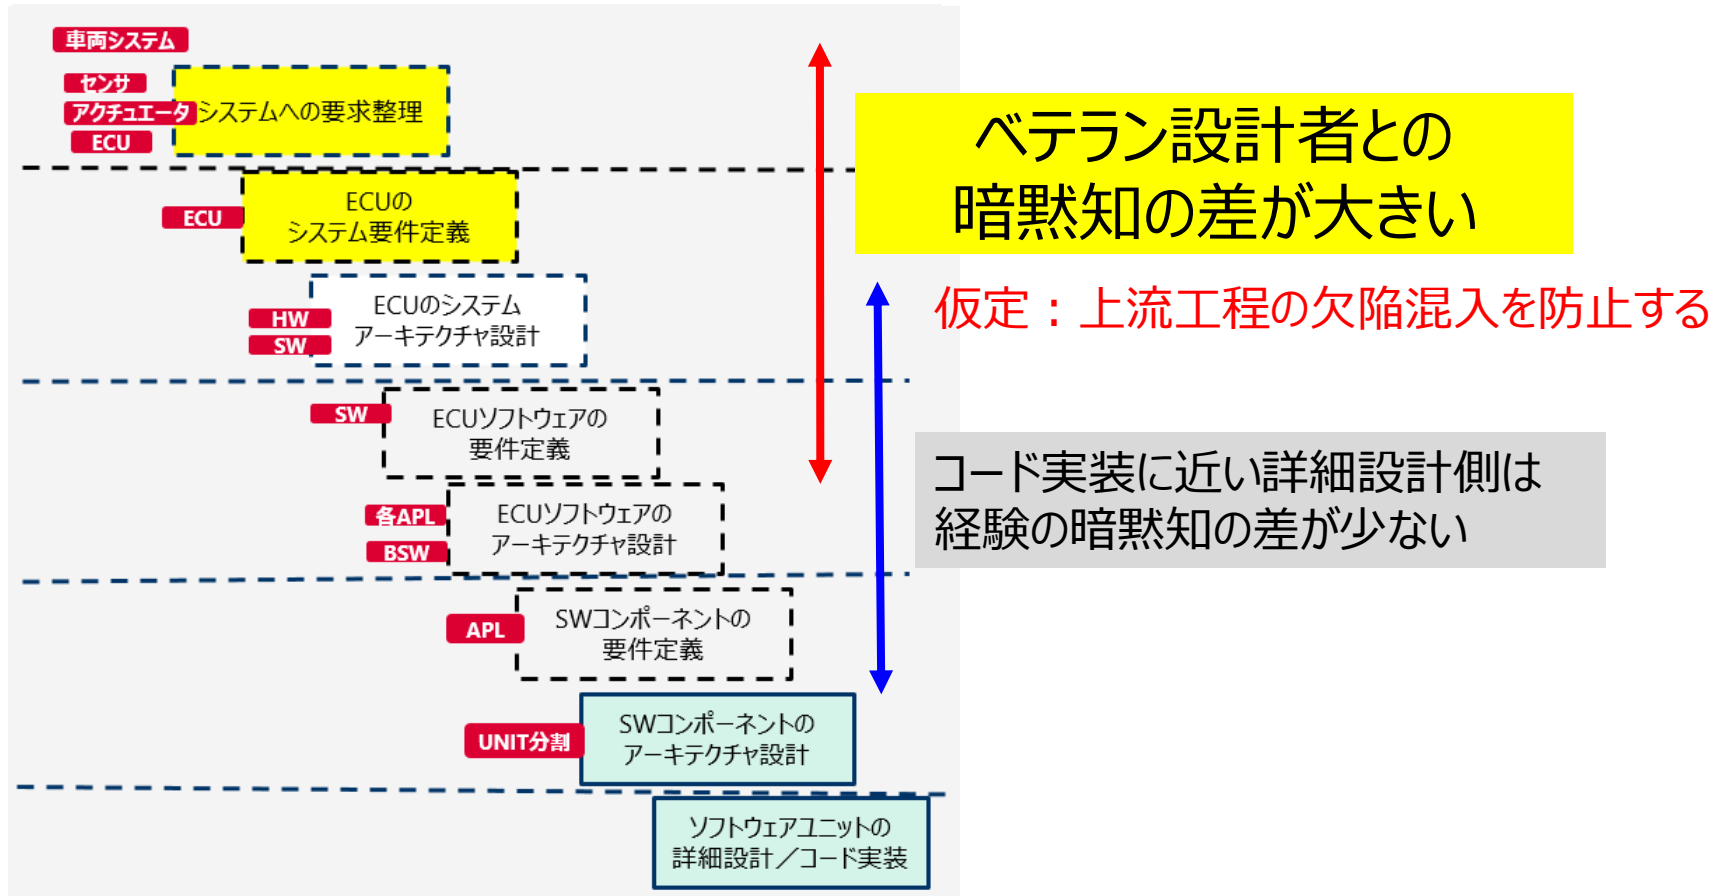 車両システム
センサ
アクチュエータ
ECU
システムへの要求整理
ECU
ECUの
システム要件定義
HW
SW
ECUのシステム
アーキテクチャ設計
SW
ECUソフトウェアの
要件定義
各APL
BSW
ECUソフトウェアの
アーキテクチャ設計
APL
SWコンポーネントの
要件定義
UNIT分割
SWコンポーネントの
アーキテクチャ設計
ソフトウェアユニットの
詳細設計／コード実装
ベテラン設計者との
暗黙知の差が大きい
仮定：上流工程の欠陥混入を防止する
コード実装に近い詳細設計側は
経験の暗黙知の差が少ない